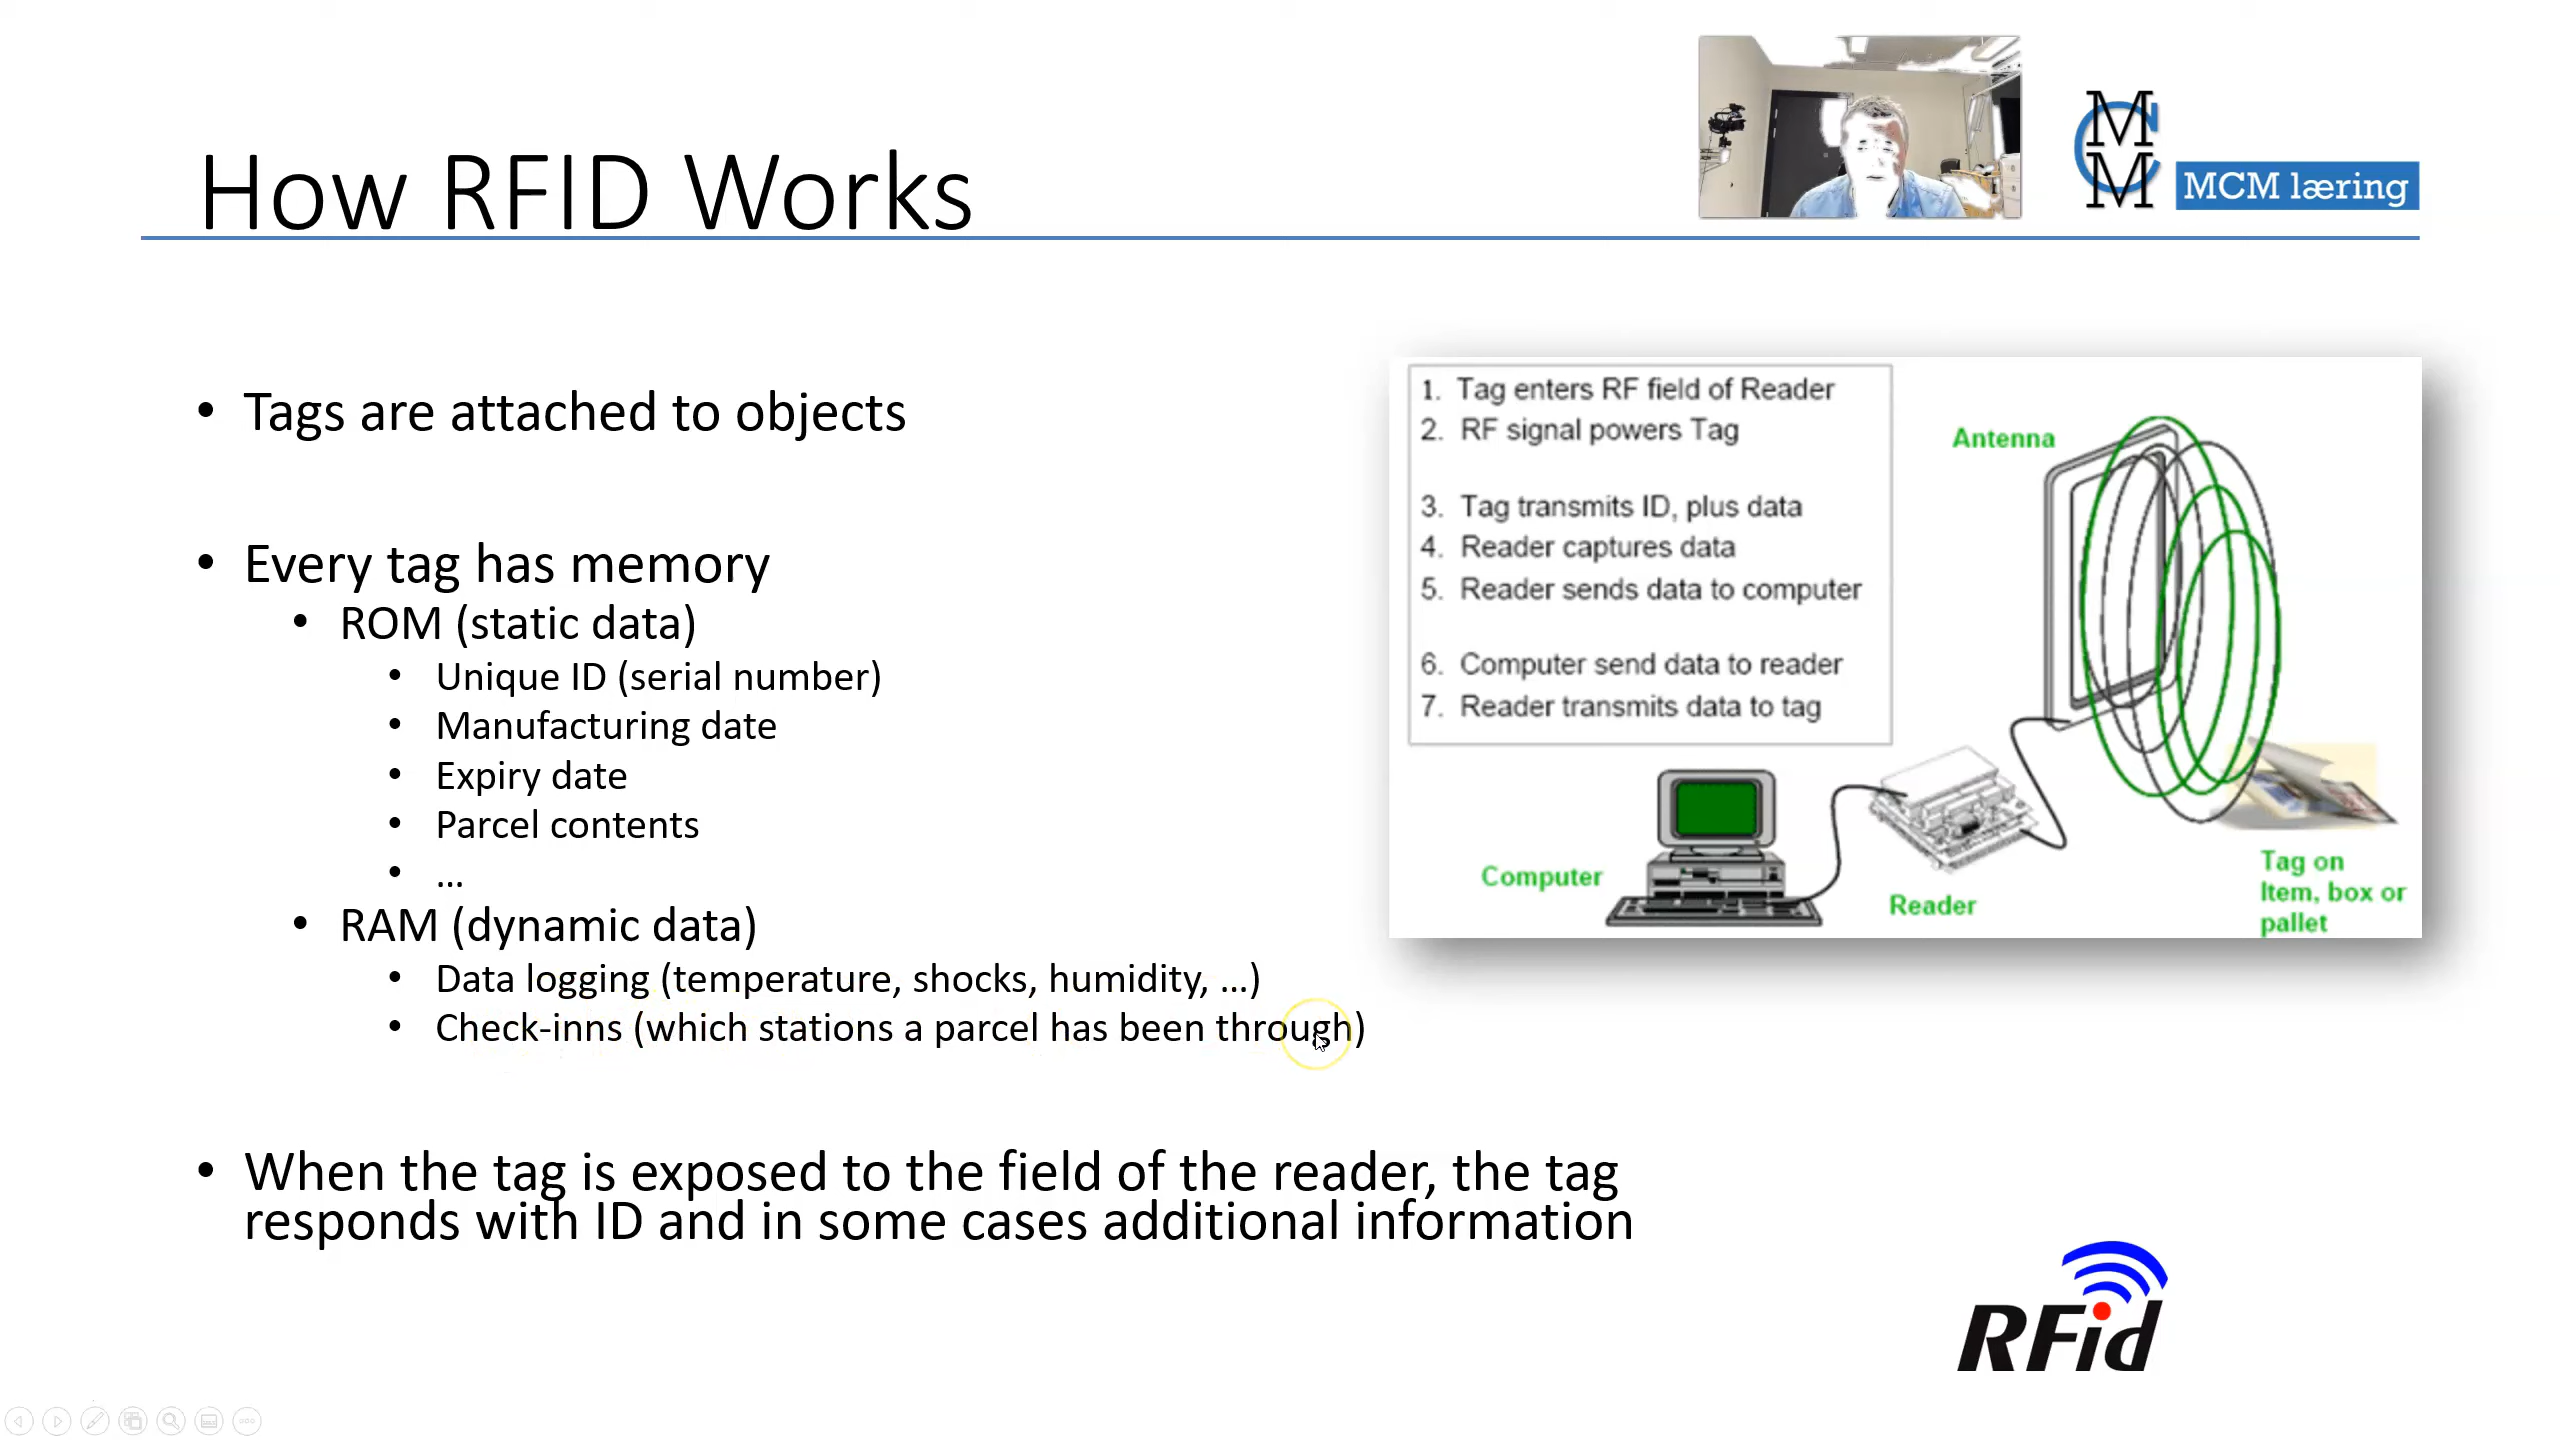 How RFID Works
MCM læring
• Tags are attached to objects
• Every tag has memory
• ROM (static data)
• Unique ID (serial number)
• Manufacturing date
• Expiry date
• Parcel contents
• ...
• RAM (dynamic data)
• Data logging (temperature, shocks, humidity, ...)
• Check-inns (which stations a parcel has been through)
• When the tag is exposed to the field of the reader, the tag
responds with ID and in some cases additional information
1. Tag enters RF field of Reader
2. RF signal powers Tag
3. Tag transmits ID, plus data
4. Reader captures data
5. Reader sends data to computer
6. Computer send data to reader
7. Reader transmits data to tag
Antenna
Computer
Reader
Tag on
Item, box or
pallet
RFid